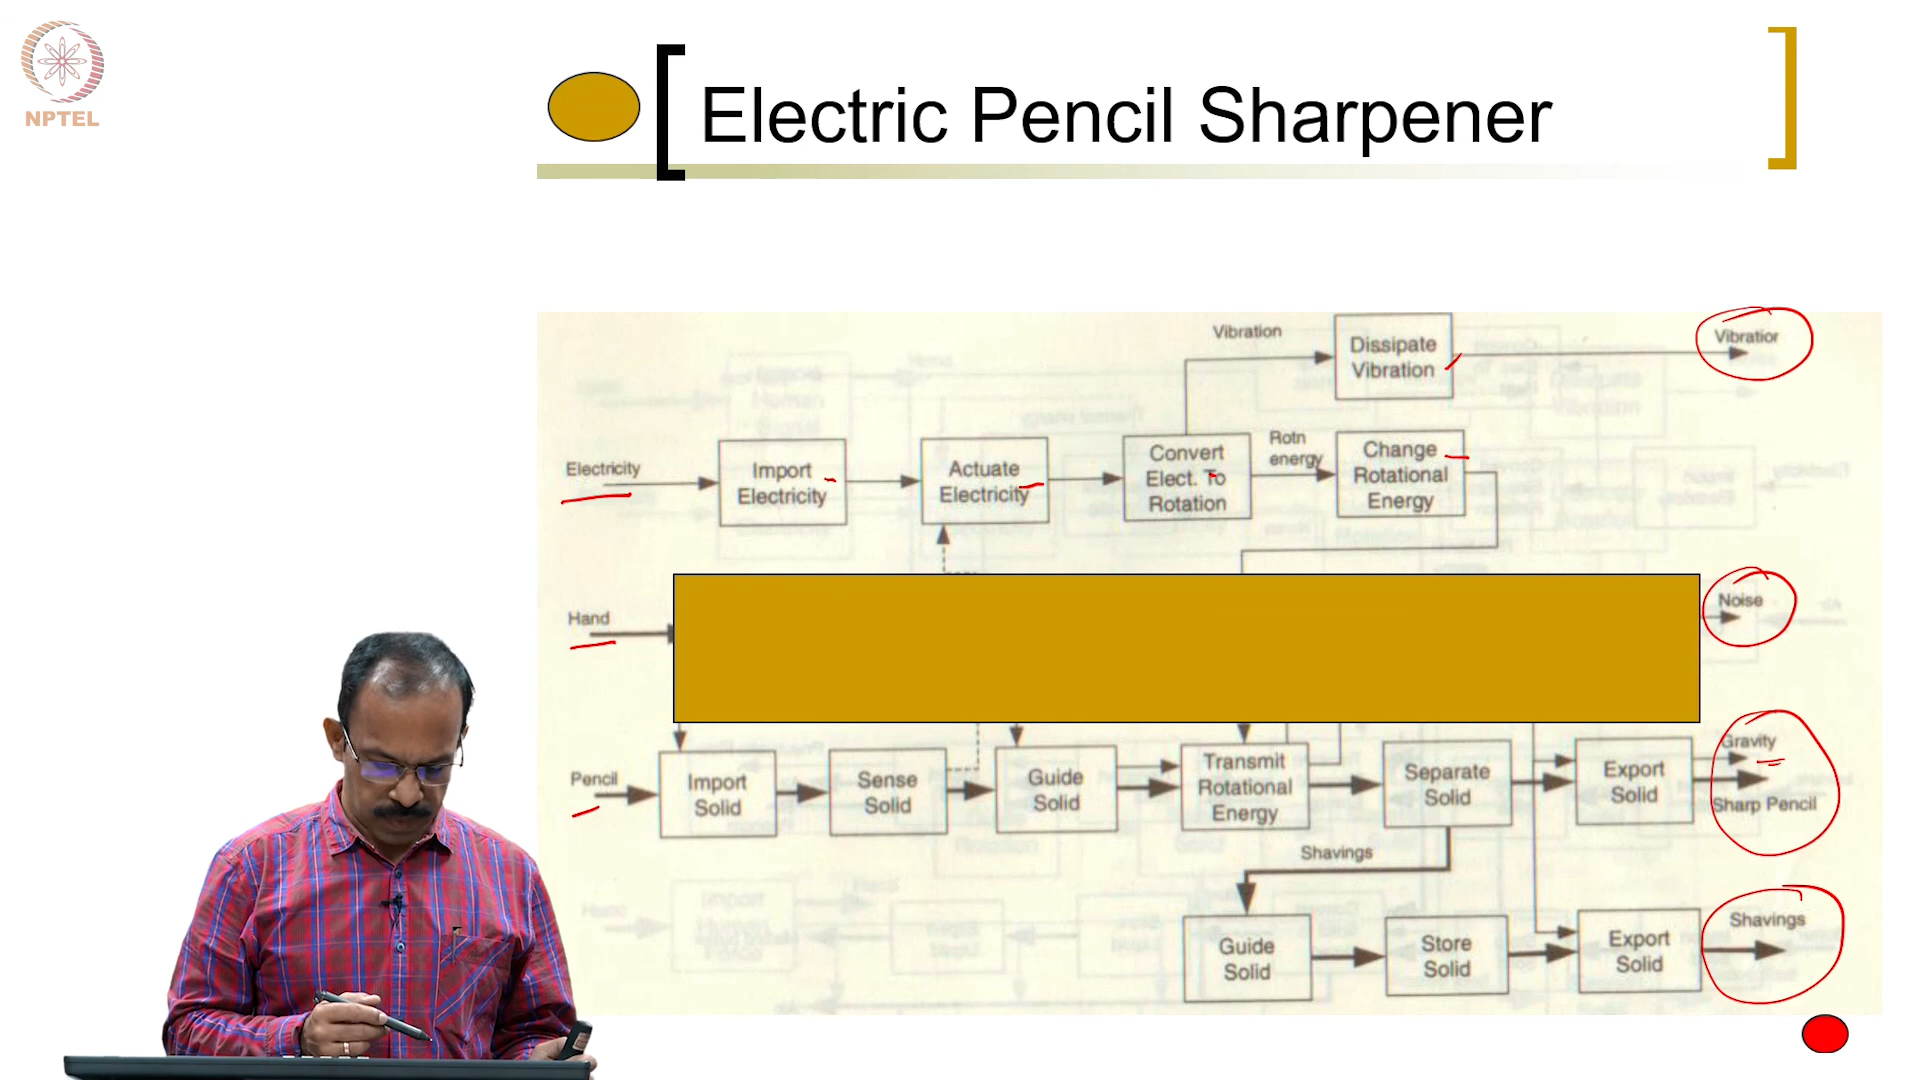 NPTEL
Electric Pencil Sharpener
Vibration
Dissipate
Vibration
Vibratior
Electricity
Import
Electricity
Actuate
Electricity
Convert
Elect. To
Rotation
Rotn
energy
Change
Rotational
Energy
Hand
Noise
Pencil
Import
Solid
Sense
Solid
Guide
Solid
Transmit
Rotational
Energy
Separate
Solid
Export
Solid
Gravity
Sharp Pencil
Shavings
Guide
Solid
Store
Solid
Export
Solid
Shavings